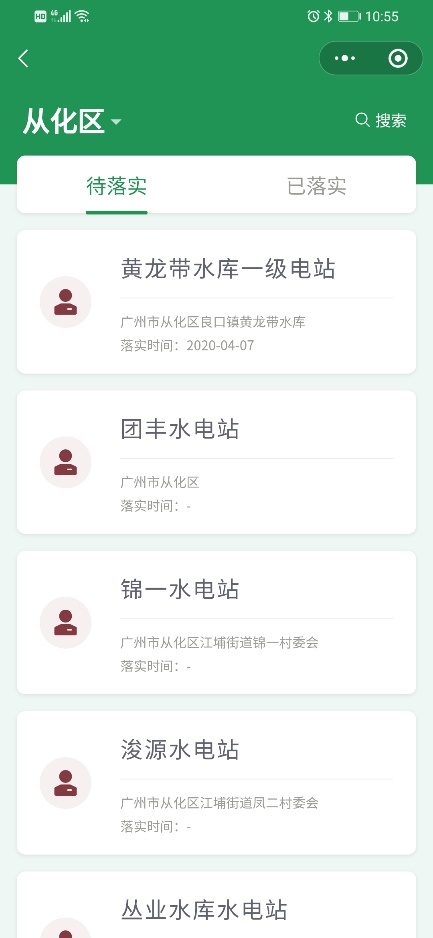 HD 4G 10:55
从化区
搜索
待落实 已落实
黄龙带水库一级电站
广州市从化区良口镇黄龙带水库
落实时间：2020-04-07
团丰水电站
广州市从化区
落实时间：-
锦一水电站
广州市从化区江埔街道锦一村委会
落实时间：-
浚源水电站
广州市从化区江埔街道凤二村委会
落实时间：-
丛业水库水电站